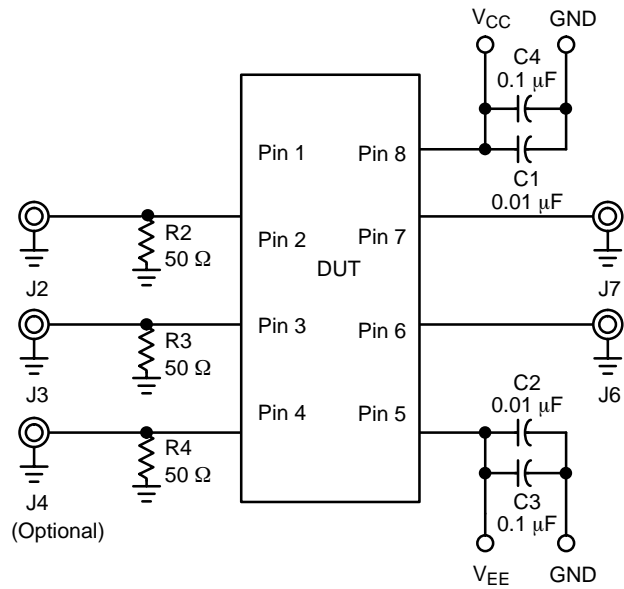 V_CC GND
C4
0.1 μF
Pin 1 Pin 8
C1
0.01 μF
R2
50 Ω
Pin 2 Pin 7
DUT
J2 J7
Pin 3 Pin 6
R3
50 Ω
J3 J6
C2
0.01 μF
Pin 4 Pin 5
R4
50 Ω
C3
0.1 μF
J4
(Optional)
V_EE GND